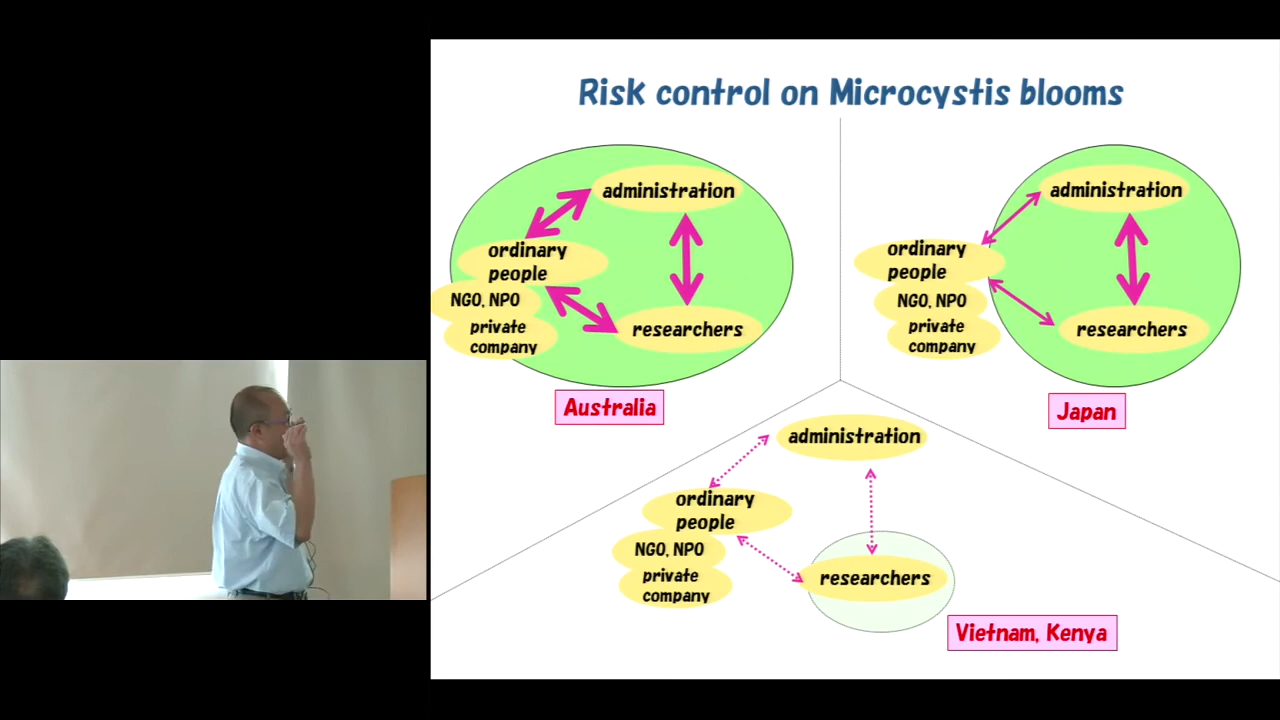 Risk control on Microcystis blooms
administration
ordinary
people
NGO, NPO
private
company
researchers
Australia
administration
ordinary
people
NGO, NPO
private
company
researchers
Japan
administration
ordinary
people
NGO, NPO
private
company
researchers
Vietnam, Kenya